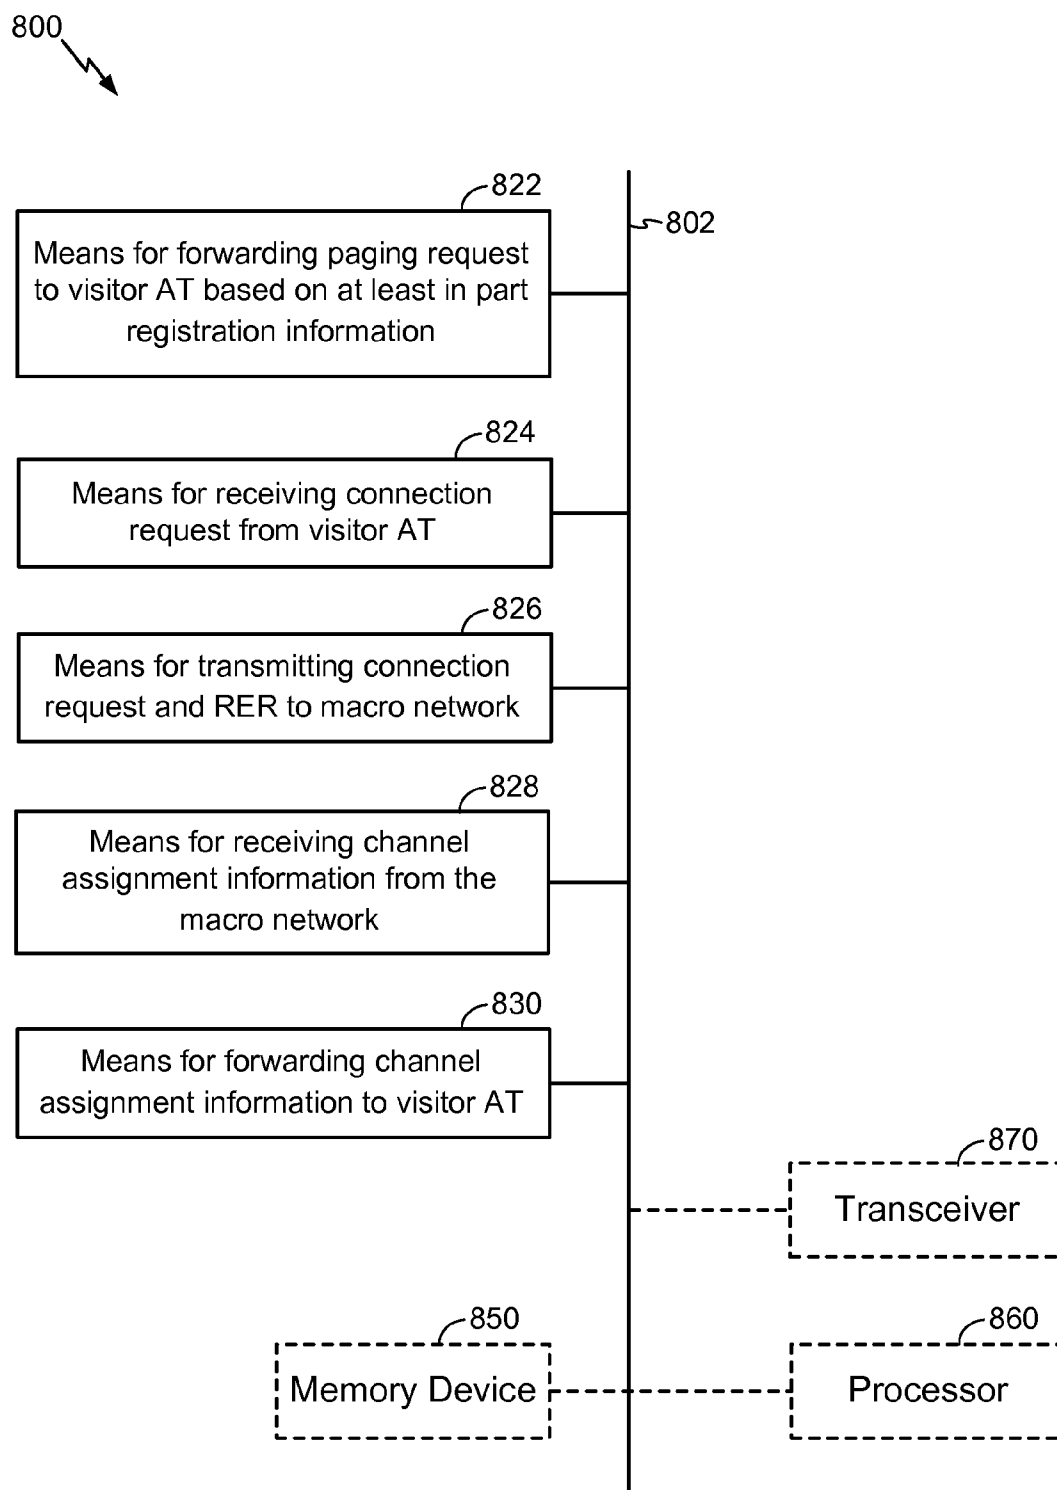 800
822
802
Means for forwarding paging request
to visitor AT based on at least in part
registration information
824
Means for receiving connection
request from visitor AT
826
Means for transmitting connection
request and RER to macro network
828
Means for receiving channel
assignment information from the
macro network
830
Means for forwarding channel
assignment information to visitor AT
870
Transceiver
850
Memory Device
860
Processor